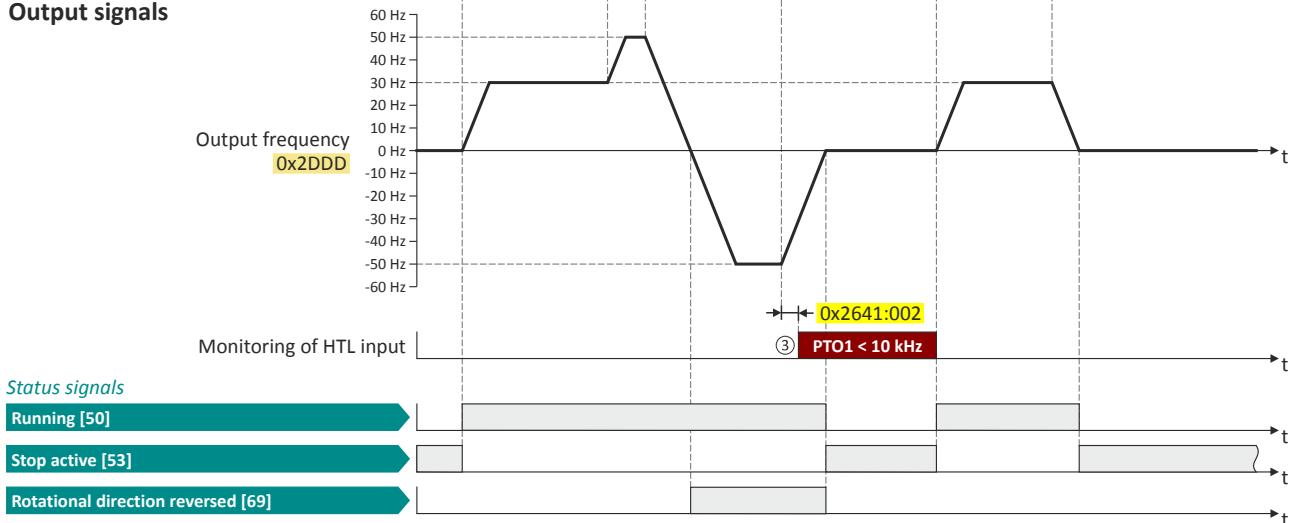 Output signals
60 Hz
50 Hz
40 Hz
30 Hz
20 Hz
10 Hz
0 Hz
-10 Hz
-20 Hz
-30 Hz
-40 Hz
-50 Hz
-60 Hz
Output frequency
0x2DDD
t
0x2641:002
Monitoring of HTL input
③ PTO1 < 10 kHz
t
Status signals
Running [50]
t
Stop active [53]
t
Rotational direction reversed [69]
t